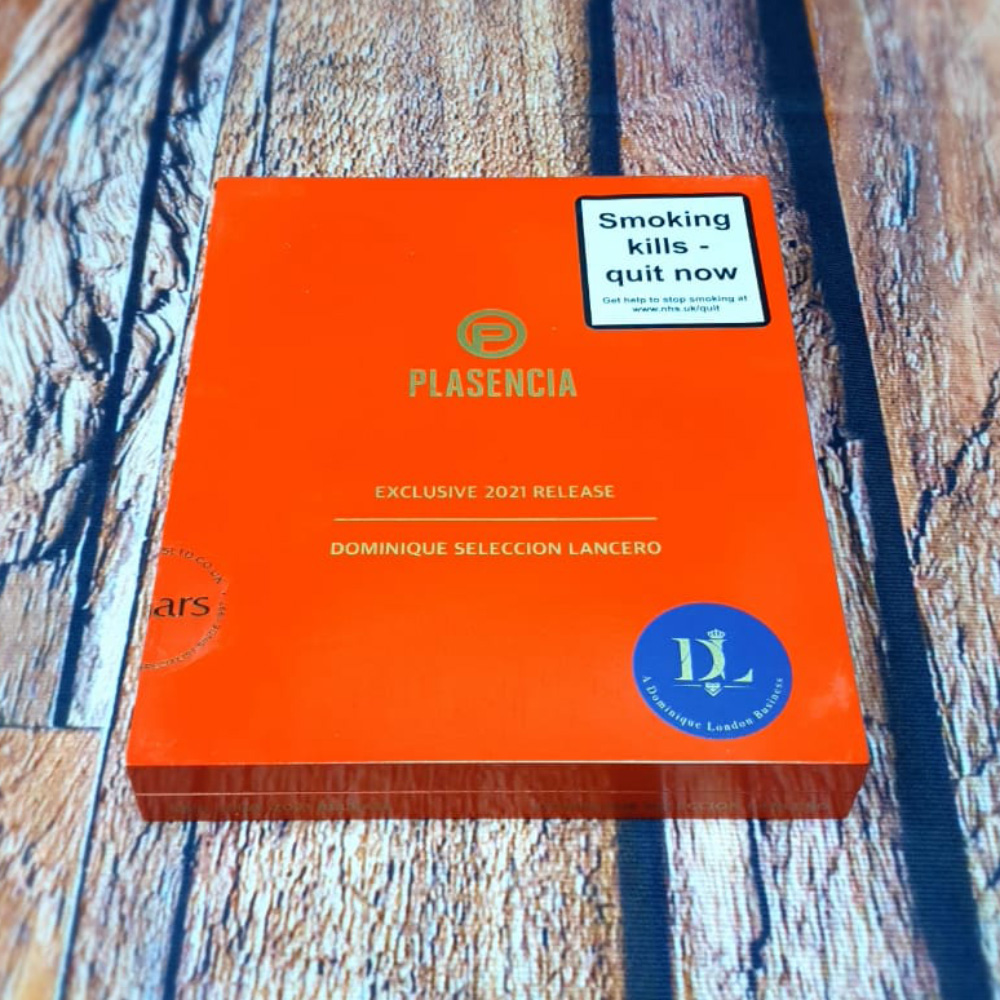 Smoking
kills -
quit now
Get help to stop smoking at
www.nhs.uk/quit
P
PLASENCIA
EXCLUSIVE 2021 RELEASE
DOMINIQUE SELECCION LANCERO
ars
DL
A Dominique London Business